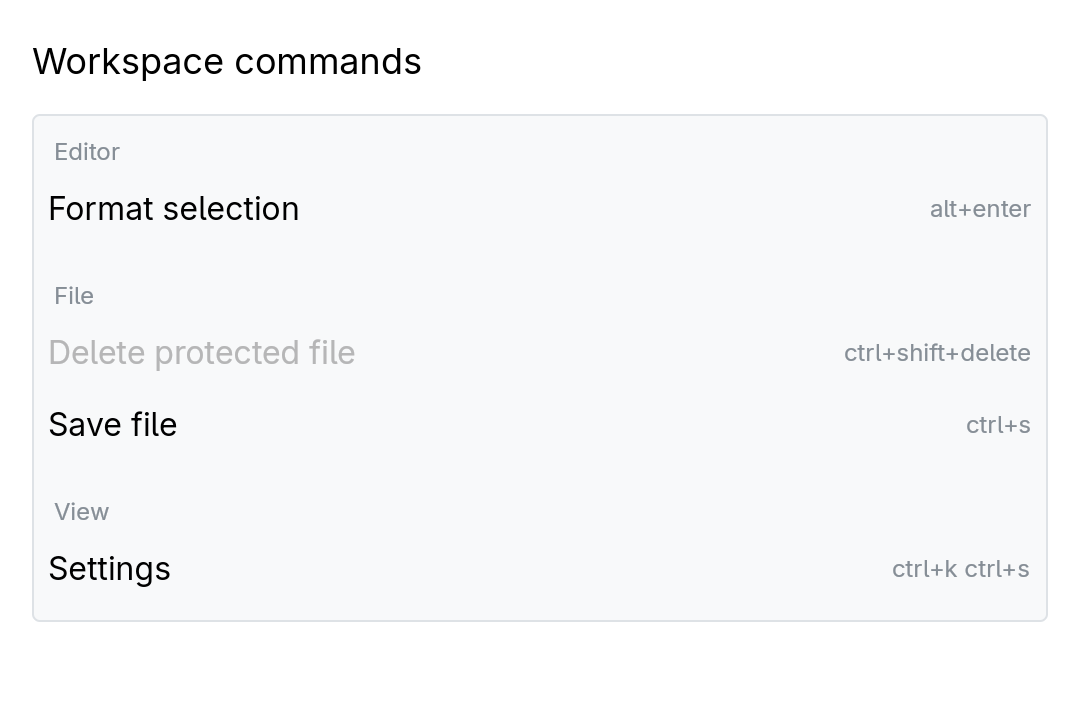 Workspace commands
Editor
Format selection alt+enter
File
Delete protected file ctrl+shift+delete
Save file ctrl+s
View
Settings ctrl+k ctrl+s